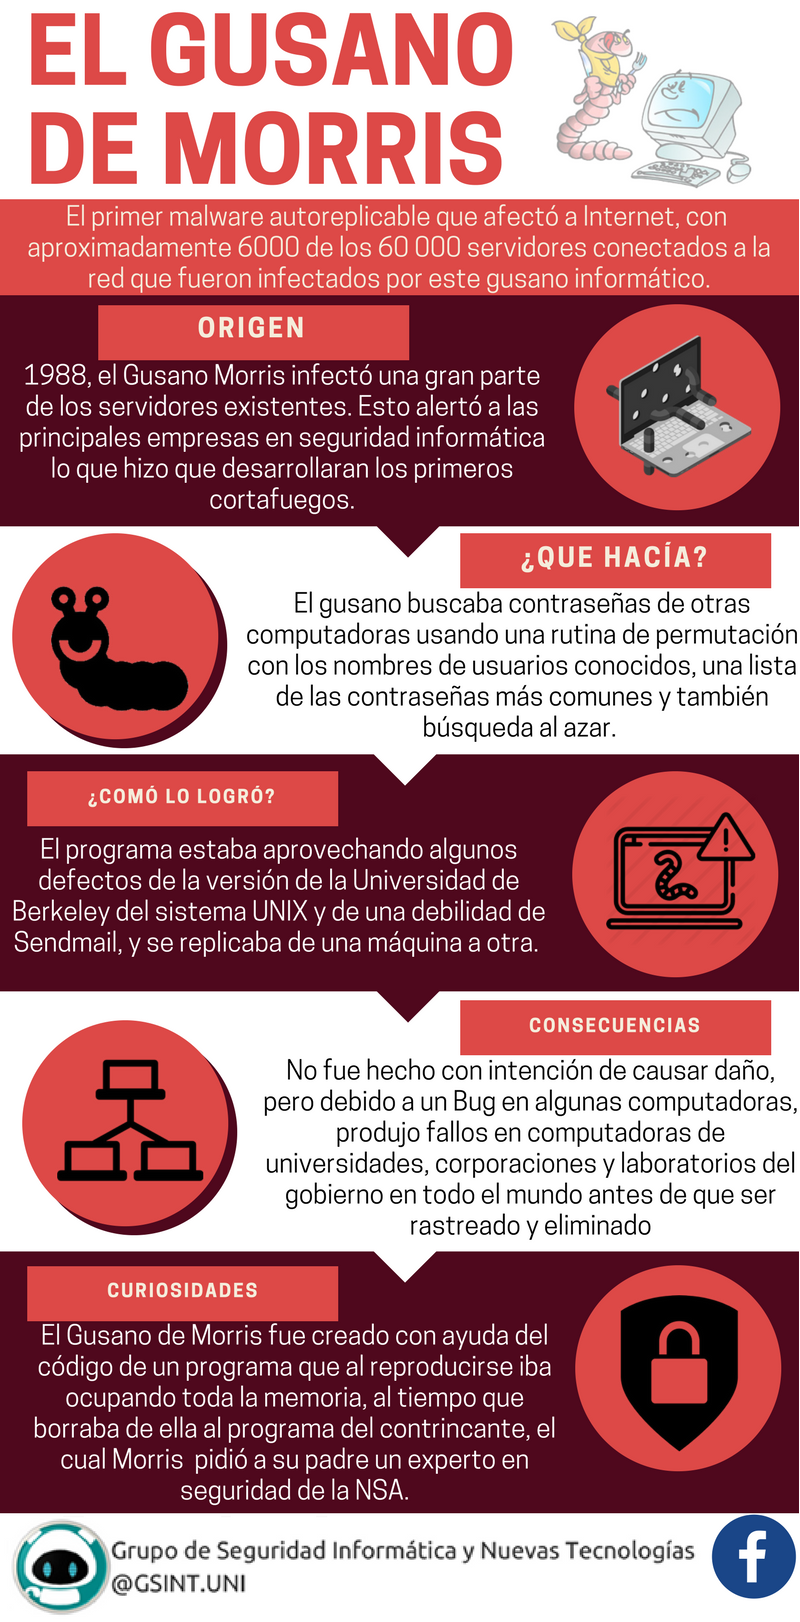 EL GUSANO
DE MORRIS
El primer malware autoreplicable que afectó a Internet, con
aproximadamente 6000 de los 60 000 servidores conectados a la
red que fueron infectados por este gusano informático.
ORIGEN
1988, el Gusano Morris infectó una gran parte
de los servidores existentes. Esto alertó a las
principales empresas en seguridad informática
lo que hizo que desarrollaran los primeros
cortafuegos.
¿QUE HACÍA?
El gusano buscaba contraseñas de otras
computadoras usando una rutina de permutación
con los nombres de usuarios conocidos, una lista
de las contraseñas más comunes y también
búsqueda al azar.
¿COMÓ LO LOGRÓ?
El programa estaba aprovechando algunos
defectos de la versión de la Universidad de
Berkeley del sistema UNIX y de una debilidad de
Sendmail, y se replicaba de una máquina a otra.
CONSECUENCIAS
No fue hecho con intención de causar daño,
pero debido a un Bug en algunas computadoras,
produjo fallos en computadoras de
universidades, corporaciones y laboratorios del
gobierno en todo el mundo antes de que ser
rastreado y eliminado
CURIOSIDADES
El Gusano de Morris fue creado con ayuda del
código de un programa que al reproducirse iba
ocupando toda la memoria, al tiempo que
borraba de ella al programa del contrincante, el
cual Morris pidió a su padre un experto en
seguridad de la NSA.
Grupo de Seguridad Informática y Nuevas Tecnologías
@GSINT.UNI
f